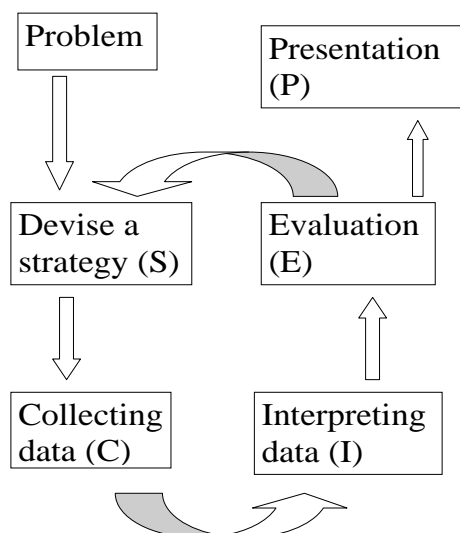 Problem
Presentation
(P)
Devise a
strategy (S)
Evaluation
(E)
Collecting
data (C)
Interpreting
data (I)